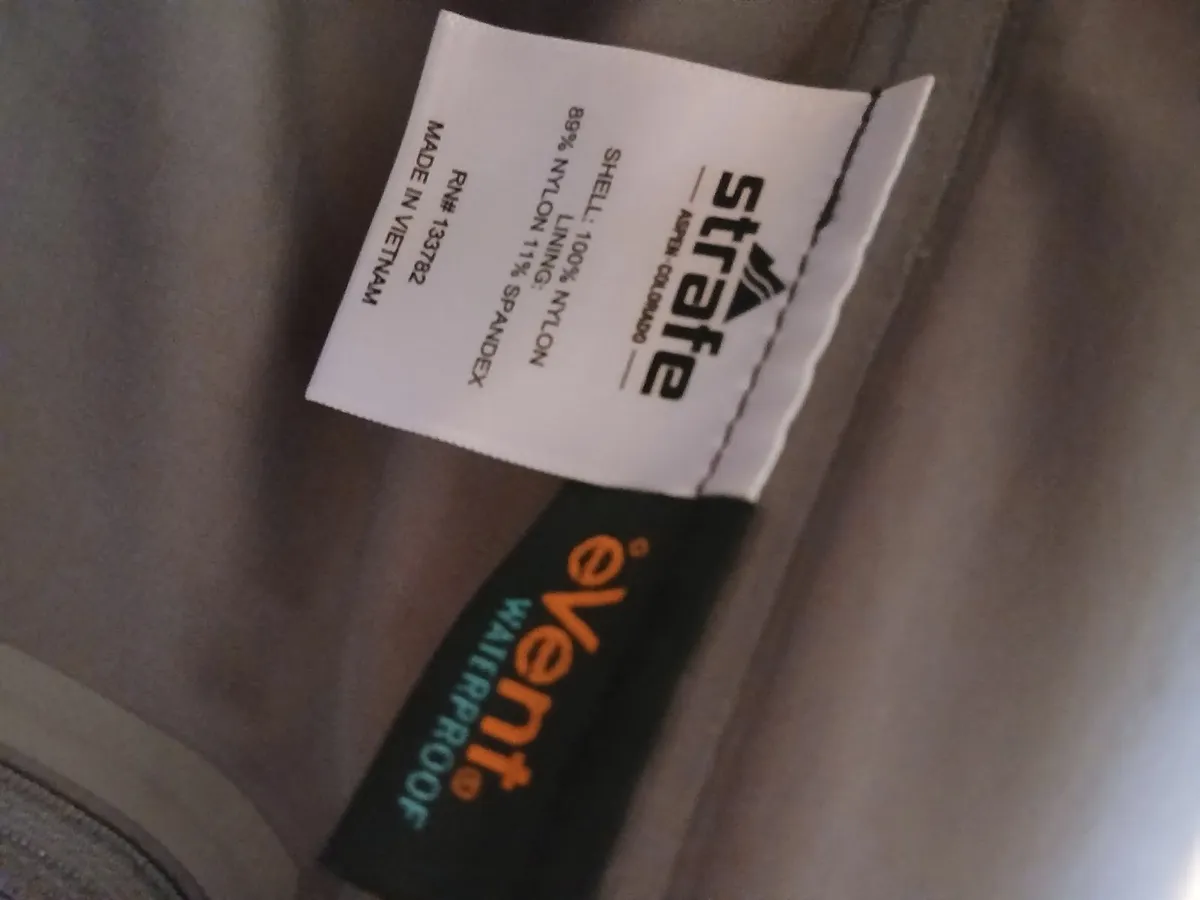 strafe
ASPEN · COLORADO
SHELL: 100% NYLON
LINING:
89% NYLON 11% SPANDEX
RN# 133782
MADE IN VIETNAM
eVent®
WATERPROOF